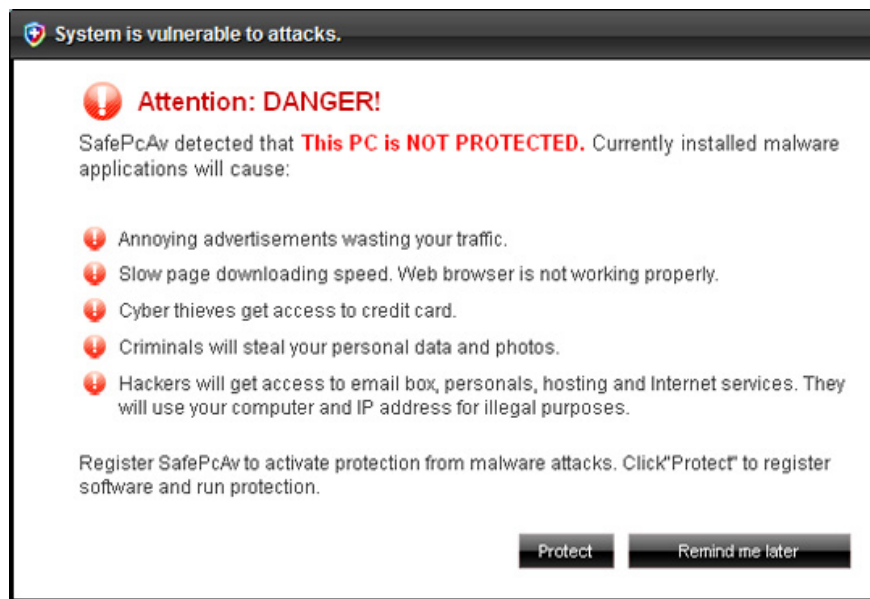 System is vulnerable to attacks.
Attention: DANGER!
SafePcAv detected that This PC is NOT PROTECTED. Currently installed malware
applications will cause:
Annoying advertisements wasting your traffic.
Slow page downloading speed. Web browser is not working properly.
Cyber thieves get access to credit card.
Criminals will steal your personal data and photos.
Hackers will get access to email box, personals, hosting and Internet services. They
will use your computer and IP address for illegal purposes.
Register SafePcAv to activate protection from malware attacks. Click"Protect" to register
software and run protection.
Protect Remind me later